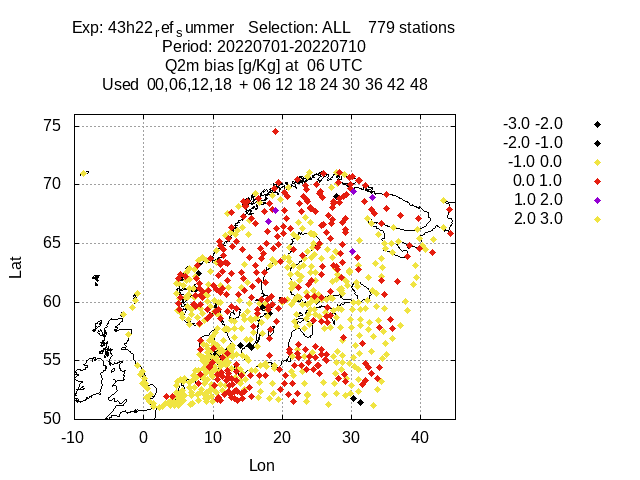 Exp: 43h22refsummer Selection: ALL 779 stations
Period: 20220701-20220710
Q2m bias [g/Kg] at 06 UTC
Used 00,06,12,18 + 06 12 18 24 30 36 42 48
75
70
65
60
55
50
Lat
-10 0 10 20 30 40
Lon
-3.0 -2.0
-2.0 -1.0
-1.0 0.0
0.0 1.0
1.0 2.0
2.0 3.0